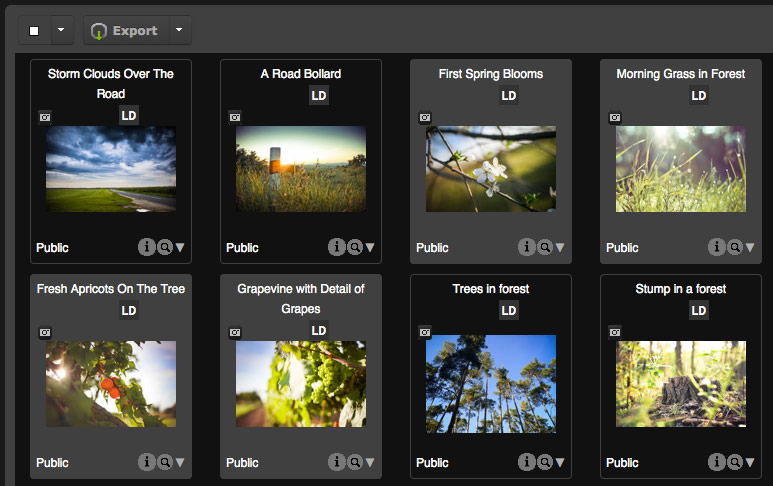 Export
Storm Clouds Over The
Road
LD
A Road Bollard
LD
First Spring Blooms
LD
Morning Grass in Forest
LD
Public
Public
Public
Public
Fresh Apricots On The Tree
LD
Grapevine with Detail of
Grapes
LD
Trees in forest
LD
Stump in a forest
LD
Public
Public
Public
Public